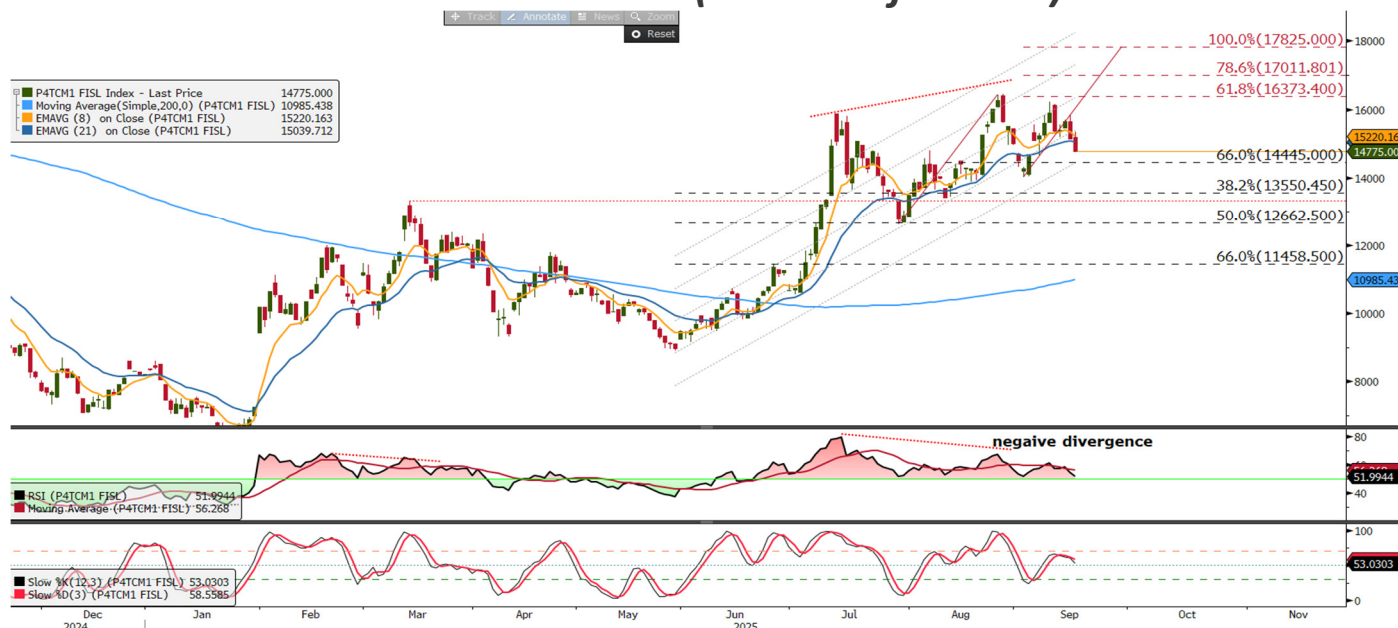 Track Annotate News Zoom
Reset
100.0%(17825.000)
78.6%(17011.801)
61.8%(16373.400)
66.0%(14445.000)
38.2%(13550.450)
50.0%(12662.500)
66.0%(11458.500)
P4TCM1 FISL Index - Last Price 14775.000
Moving Average(Simple,200,0) (P4TCM1 FISL) 10985.438
EMAVG (8) on Close (P4TCM1 FISL) 15220.163
EMAVG (21) on Close (P4TCM1 FISL) 15039.712
18000
16000
15220.16
14775.00
14000
12000
10985.43
10000
8000
negaive divergence
80
51.9944
40
RSI (P4TCM1 FISL) 51.9944
Moving Average (P4TCM1 FISL) 56.268
100
53.0303
0
Slow %K(12,3) (P4TCM1 FISL) 53.0303
Slow %D(3) (P4TCM1 FISL) 58.5585
Dec Jan Feb Mar Apr May Jun Jul Aug Sep Oct Nov
2024 2025